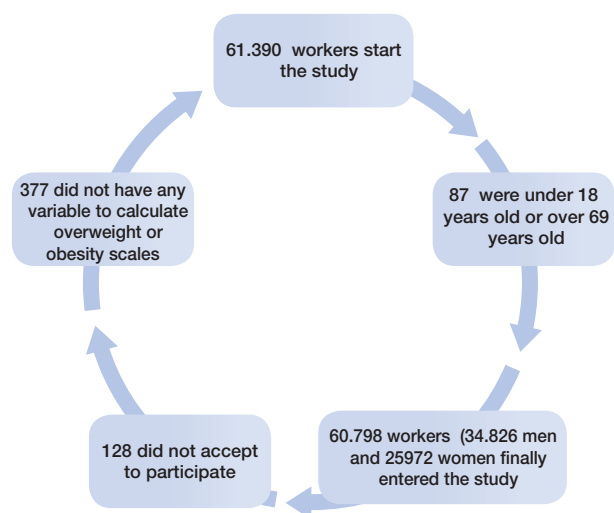 61.390 workers start
the study
87 were under 18
years old or over 69
years old
60.798 workers (34.826 men
and 25972 women finally
entered the study
128 did not accept
to participate
377 did not have any
variable to calculate
overweight or
obesity scales